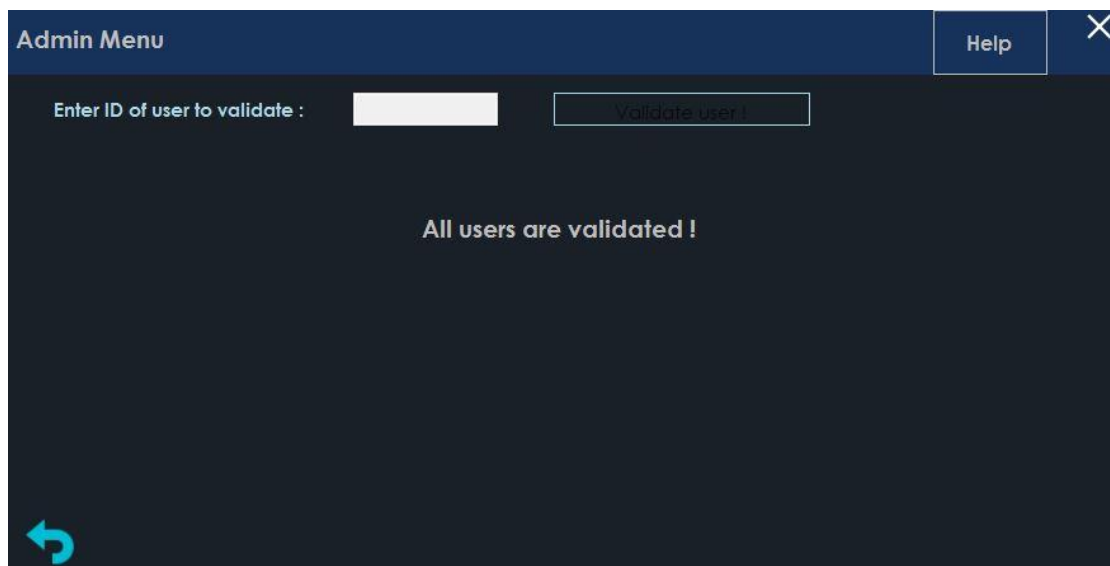 Admin Menu
Help
Enter ID of user to validate :
Validate user !
All users are validated !